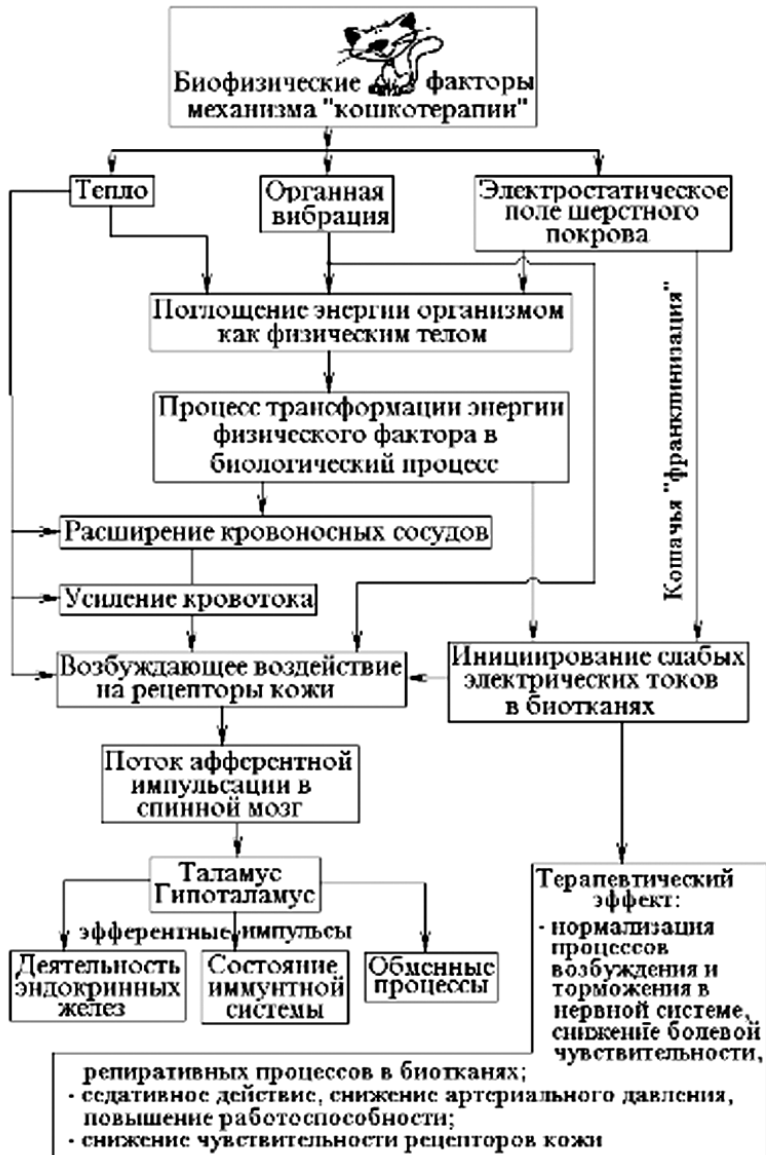 Биофизические факторы
механизма "кошкотерапии"
Тепло
Органная
вибрация
Электростатическое
поле шерстного
покрова
Поглощение энергии организмом
как физическим телом
Кошачья "франклинизация"
Процесс трансформации энергии
физического фактора в
биологический процесс
Расширение кровоносных сосудов
Усиление кровотока
Возбуждающее воздействие
на рецепторы кожи
Инициирование слабых
электрических токов
в биотканях
Поток афферентной
импульсации в
спинной мозг
Таламус
Гипоталамус
эфферентные импульсы
Деятельность
эндокринных
желез
Состояние
иммунтной
системы
Обменные
процессы
Терапевтический
эффект:
- нормализация
процессов
возбуждения и
торможения в
нервной системе,
снижение болевой
чувствительности,
репиративных процессов в биотканях;
- седативное действие, снижение артериального давления,
повышение работоспособности;
- снижение чувствительности рецепторов кожи